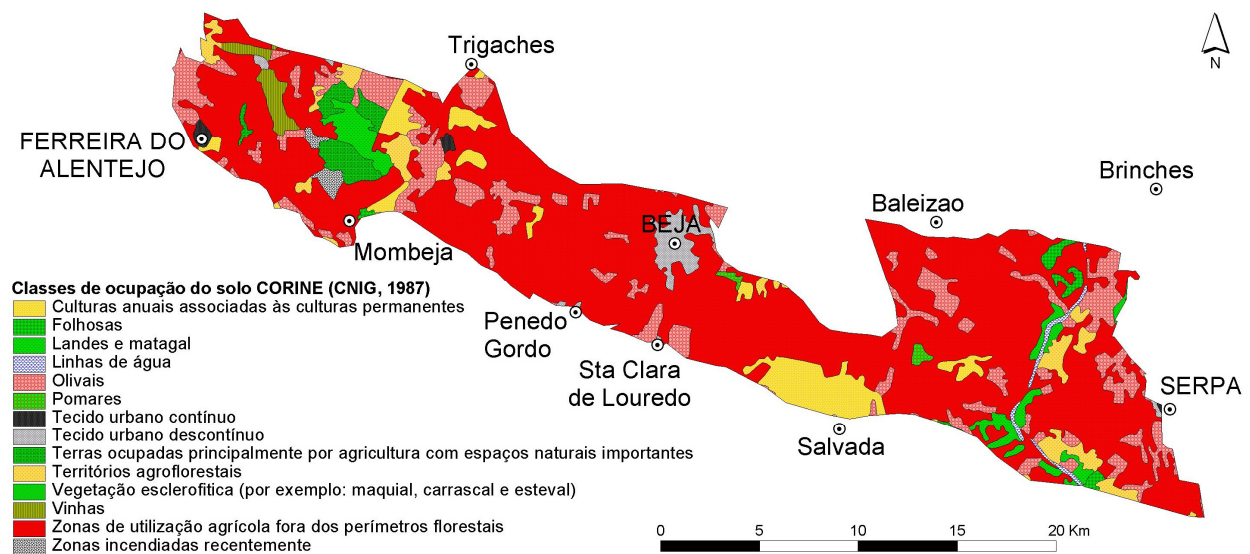 Trigaches
N
FERREIRA DO
ALENTEJO
Brinches
Baleizao
BEJA
Mombeja
Classes de ocupação do solo CORINE (CNIG, 1987)
Culturas anuais associadas às culturas permanentes
Folhosas
Landes e matagal
Linhas de água
Olivais
Pomares
Tecido urbano contínuo
Tecido urbano descontínuo
Terras ocupadas principalmente por agricultura com espaços naturais importantes
Territórios agroflorestais
Vegetação esclerofitica (por exemplo: maquial, carrascal e esteval)
Vinhas
Zonas de utilização agrícola fora dos perímetros florestais
Zonas incendiadas recentemente
Penedo
Gordo
Sta Clara
de Louredo
SERPA
Salvada
0 5 10 15 20 Km